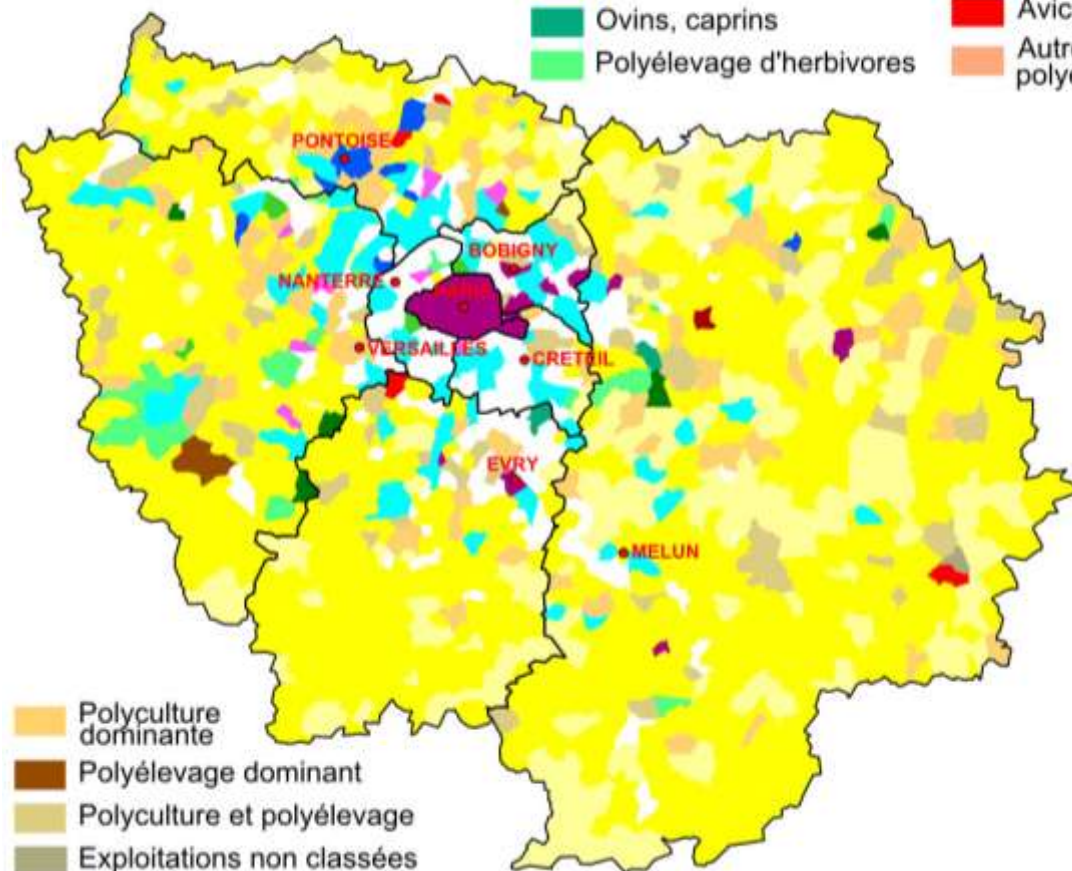 Ovins, caprins
Polyélevage d'herbivores
PONTOISE
BOBIGNY
NANTERRE
VERSAILLES
CRETEIL
EVRY
MELUN
Polyculture
dominante
Polyélevage dominant
Polyculture et polyélevage
Exploitations non classées